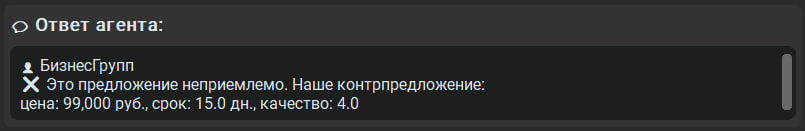 Ответ агента:
БизнесГрупп
❌ Это предложение неприемлемо. Наше контрпредложение:
цена: 99,000 руб., срок: 15.0 дн., качество: 4.0